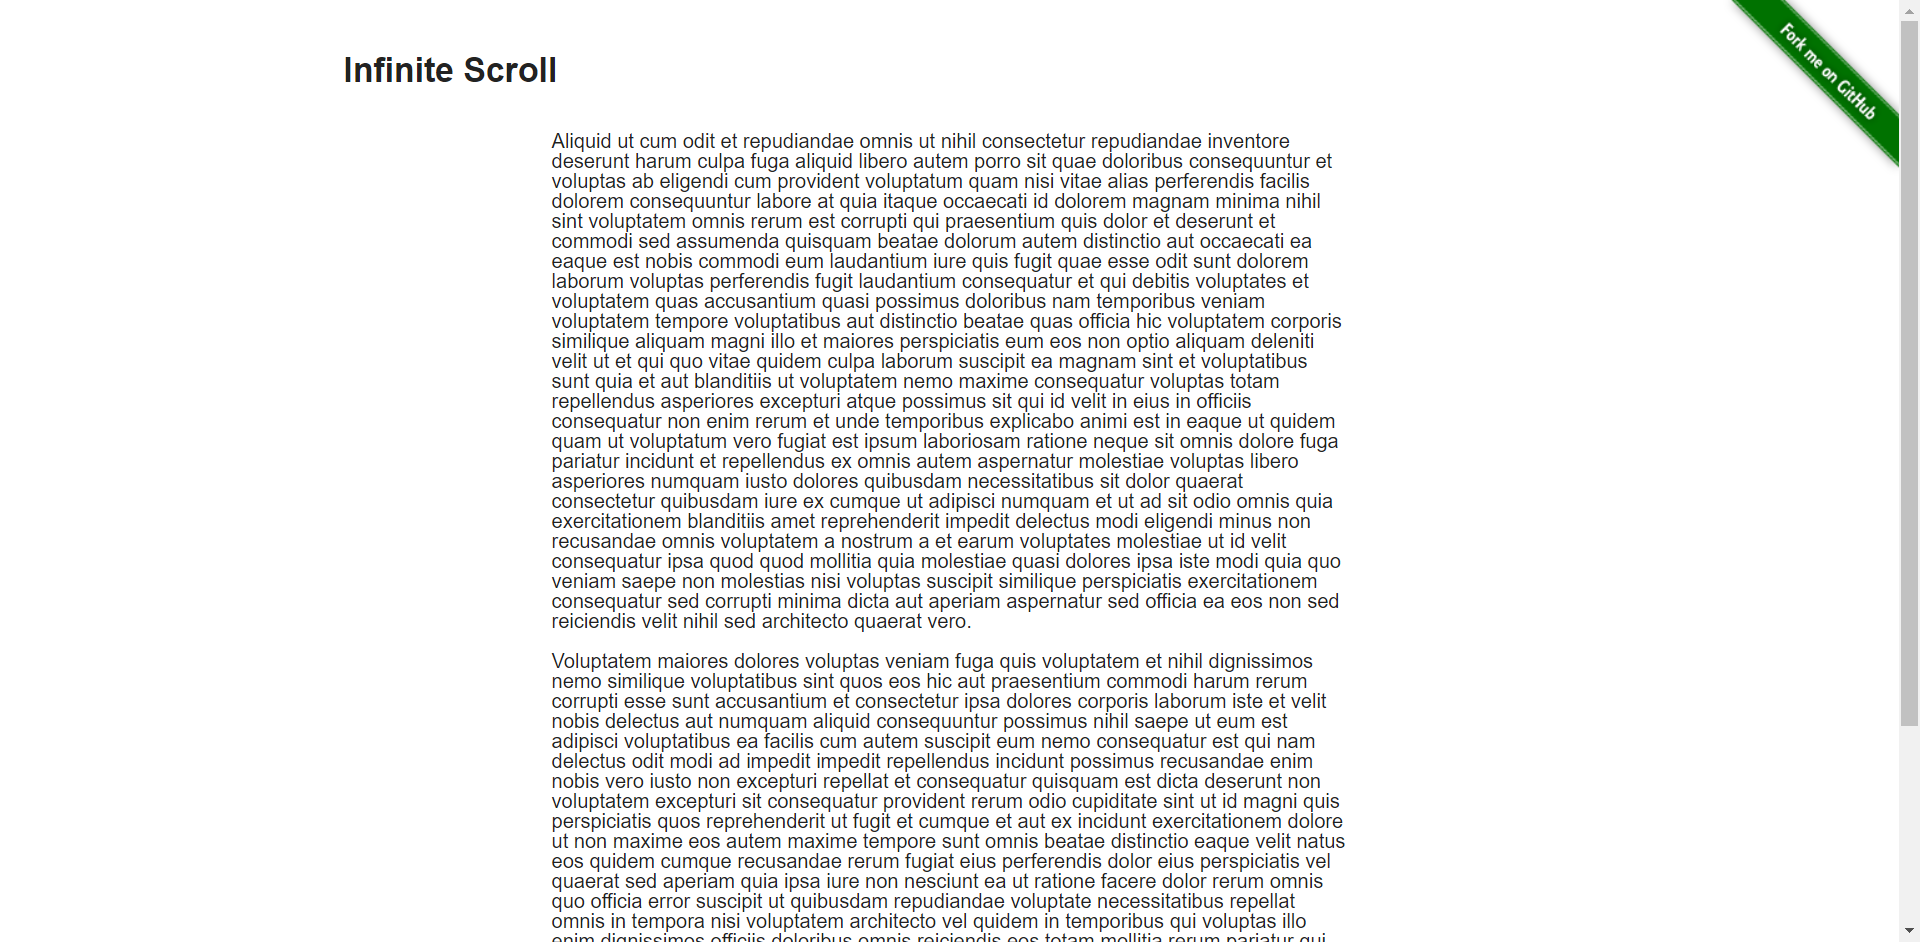 Infinite Scroll
Fork me on GitHub
Aliquid ut cum odit et repudiandae omnis ut nihil consectetur repudiandae inventore
deserunt harum culpa fuga aliquid libero autem porro sit quae doloribus consequuntur et
voluptas ab eligendi cum provident voluptatum quam nisi vitae alias perferendis facilis
dolorem consequuntur labore at quia itaque occaecati id dolorem magnam minima nihil
sint voluptatem omnis rerum est corrupti qui praesentium quis dolor et deserunt et
commodi sed assumenda quisquam beatae dolorum autem distinctio aut occaecati ea
eaque est nobis commodi eum laudantium iure quis fugit quae esse odit sunt dolorem
laborum voluptas perferendis fugit laudantium consequatur et qui debitis voluptates et
voluptatem quas accusantium quasi possimus doloribus nam temporibus veniam
voluptatem tempore voluptatibus aut distinctio beatae quas officia hic voluptatem corporis
similique aliquam magni illo et maiores perspiciatis eum eos non optio aliquam deleniti
velit ut et qui quo vitae quidem culpa laborum suscipit ea magnam sint et voluptatibus
sunt quia et aut blanditiis ut voluptatem nemo maxime consequatur voluptas totam
repellendus asperiores excepturi atque possimus sit qui id velit in eius in officiis
consequatur non enim rerum et unde temporibus explicabo animi est in eaque ut quidem
quam ut voluptatum vero fugiat est ipsum laboriosam ratione neque sit omnis dolore fuga
pariatur incidunt et repellendus ex omnis autem aspernatur molestiae voluptas libero
asperiores numquam iusto dolores quibusdam necessitatibus sit dolor quaerat
consectetur quibusdam iure ex cumque ut adipisci numquam et ut ad sit odio omnis quia
exercitationem blanditiis amet reprehenderit impedit delectus modi eligendi minus non
recusandae omnis voluptatem a nostrum a et earum voluptates molestiae ut id velit
consequatur ipsa quod quod mollitia quia molestiae quasi dolores ipsa iste modi quia quo
veniam saepe non molestias nisi voluptas suscipit similique perspiciatis exercitationem
consequatur sed corrupti minima dicta aut aperiam aspernatur sed officia ea eos non sed
reiciendis velit nihil sed architecto quaerat vero.
Voluptatem maiores dolores voluptas veniam fuga quis voluptatem et nihil dignissimos
nemo similique voluptatibus sint quos eos hic aut praesentium commodi harum rerum
corrupti esse sunt accusantium et consectetur ipsa dolores corporis laborum iste et velit
nobis delectus aut numquam aliquid consequuntur possimus nihil saepe ut eum est
adipisci voluptatibus ea facilis cum autem suscipit eum nemo consequatur est qui nam
delectus odit modi ad impedit impedit repellendus incidunt possimus recusandae enim
nobis vero iusto non excepturi repellat et consequatur quisquam est dicta deserunt non
voluptatem excepturi sit consequatur provident rerum odio cupiditate sint ut id magni quis
perspiciatis quos reprehenderit ut fugit et cumque et aut ex incidunt exercitationem dolore
ut non maxime eos autem maxime tempore sunt omnis beatae distinctio eaque velit natus
eos quidem cumque recusandae rerum fugiat eius perferendis dolor eius perspiciatis vel
quaerat sed aperiam quia ipsa iure non nesciunt ea ut ratione facere dolor rerum omnis
quo officia error suscipit ut quibusdam repudiandae voluptate necessitatibus repellat
omnis in tempora nisi voluptatem architecto vel quidem in temporibus qui voluptas illo
enim dignissimos officiis doloribus omnis reiciendis eos totam mollitia rerum pariatur qui